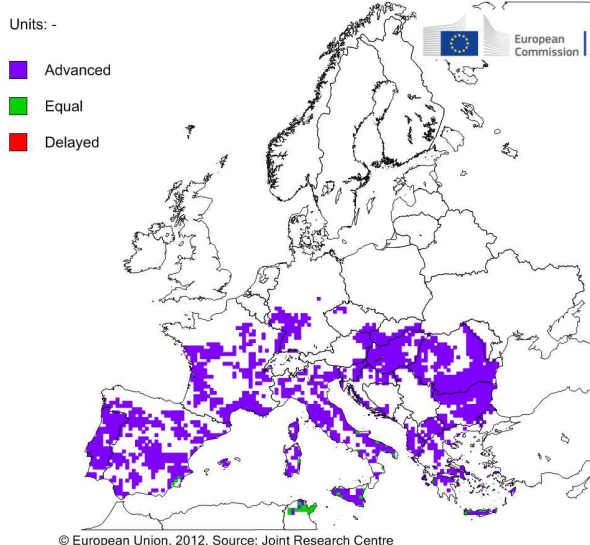 Units: -
Advanced
Equal
Delayed
European
Commission
© European Union, 2012. Source: Joint Research Centre